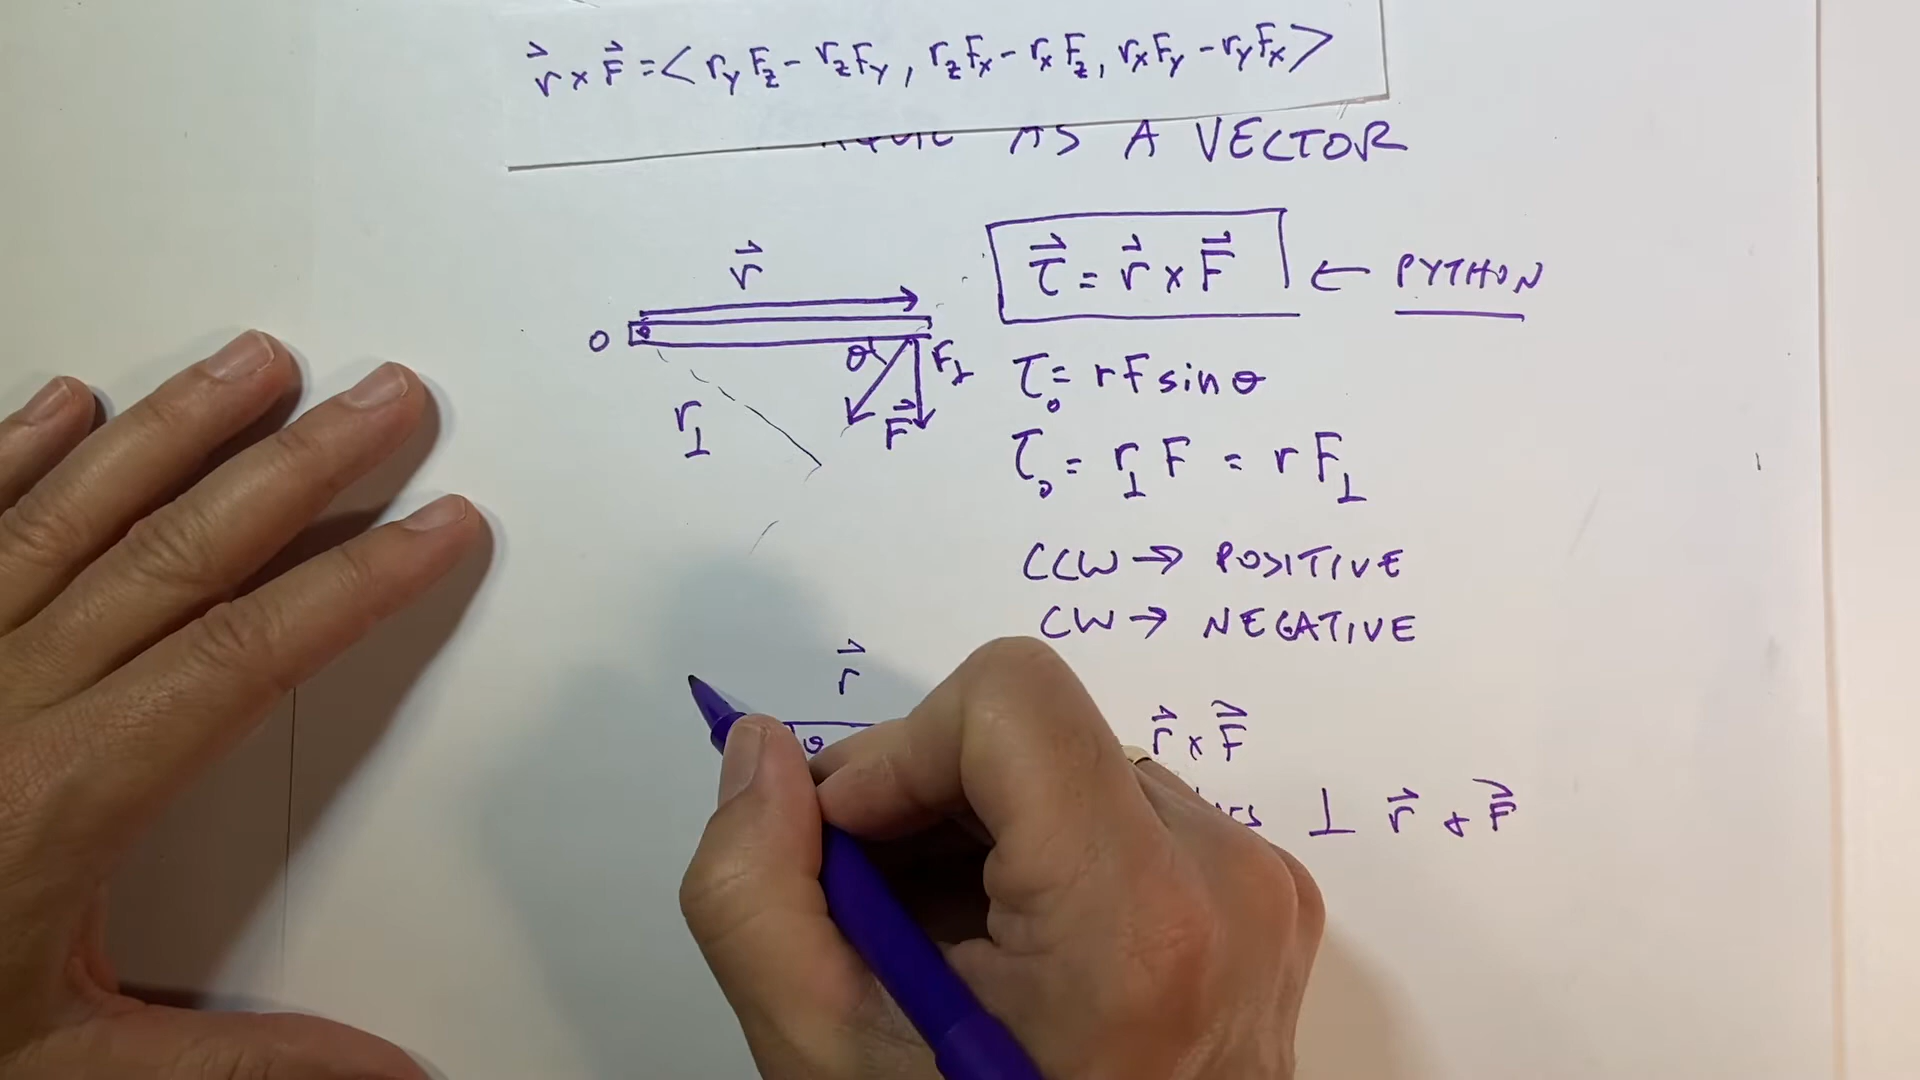 r⃗ × F⃗ = < r_y F_z - r_z F_y , r_z F_x - r_x F_z , r_x F_y - r_y F_x >
AS A VECTOR
r⃗
τ⃗ = r⃗ × F⃗ ← PYTHON
O
θ F⊥
F⃗
r⊥
τ₀ = rF sin θ
τ₀ = r⊥ F = r F⊥
CCW → POSITIVE
CW → NEGATIVE
r⃗
θ
r⃗ × F⃗
⊥ r⃗ + F⃗